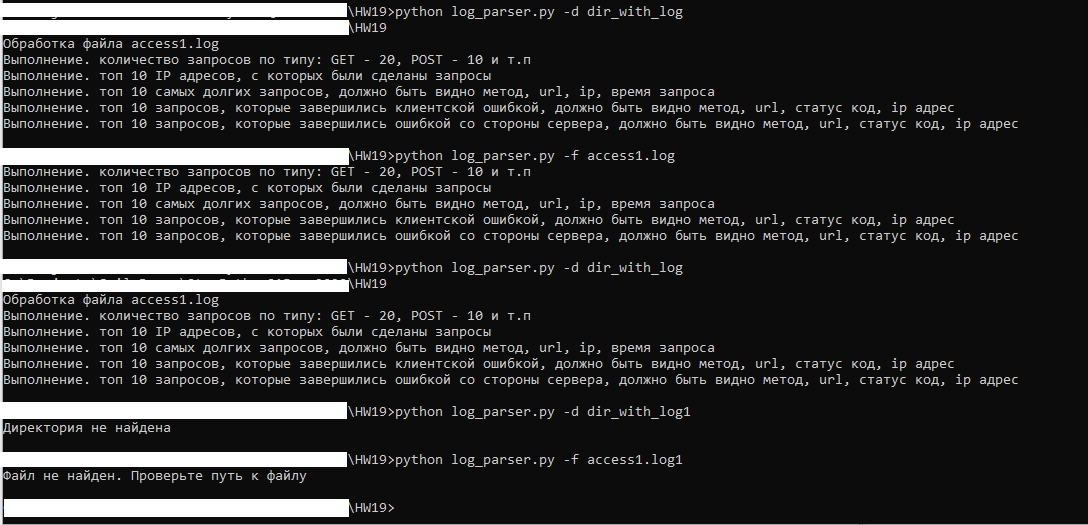 \HW19>python log_parser.py -d dir_with_log
\HW19
Обработка файла access1.log
Выполнение. количество запросов по типу: GET - 20, POST - 10 и т.п
Выполнение. топ 10 IP адресов, с которых были сделаны запросы
Выполнение. топ 10 самых долгих запросов, должно быть видно метод, url, ip, время запроса
Выполнение. топ 10 запросов, которые завершились клиентской ошибкой, должно быть видно метод, url, статус код, ip адрес
Выполнение. топ 10 запросов, которые завершились ошибкой со стороны сервера, должно быть видно метод, url, статус код, ip адрес
\HW19>python log_parser.py -f access1.log
Выполнение. количество запросов по типу: GET - 20, POST - 10 и т.п
Выполнение. топ 10 IP адресов, с которых были сделаны запросы
Выполнение. топ 10 самых долгих запросов, должно быть видно метод, url, ip, время запроса
Выполнение. топ 10 запросов, которые завершились клиентской ошибкой, должно быть видно метод, url, статус код, ip адрес
Выполнение. топ 10 запросов, которые завершились ошибкой со стороны сервера, должно быть видно метод, url, статус код, ip адрес
\HW19>python log_parser.py -d dir_with_log
\HW19
Обработка файла access1.log
Выполнение. количество запросов по типу: GET - 20, POST - 10 и т.п
Выполнение. топ 10 IP адресов, с которых были сделаны запросы
Выполнение. топ 10 самых долгих запросов, должно быть видно метод, url, ip, время запроса
Выполнение. топ 10 запросов, которые завершились клиентской ошибкой, должно быть видно метод, url, статус код, ip адрес
Выполнение. топ 10 запросов, которые завершились ошибкой со стороны сервера, должно быть видно метод, url, статус код, ip адрес
\HW19>python log_parser.py -d dir_with_log1
Директория не найдена
\HW19>python log_parser.py -f access1.log1
Файл не найден. Проверьте путь к файлу
\HW19>